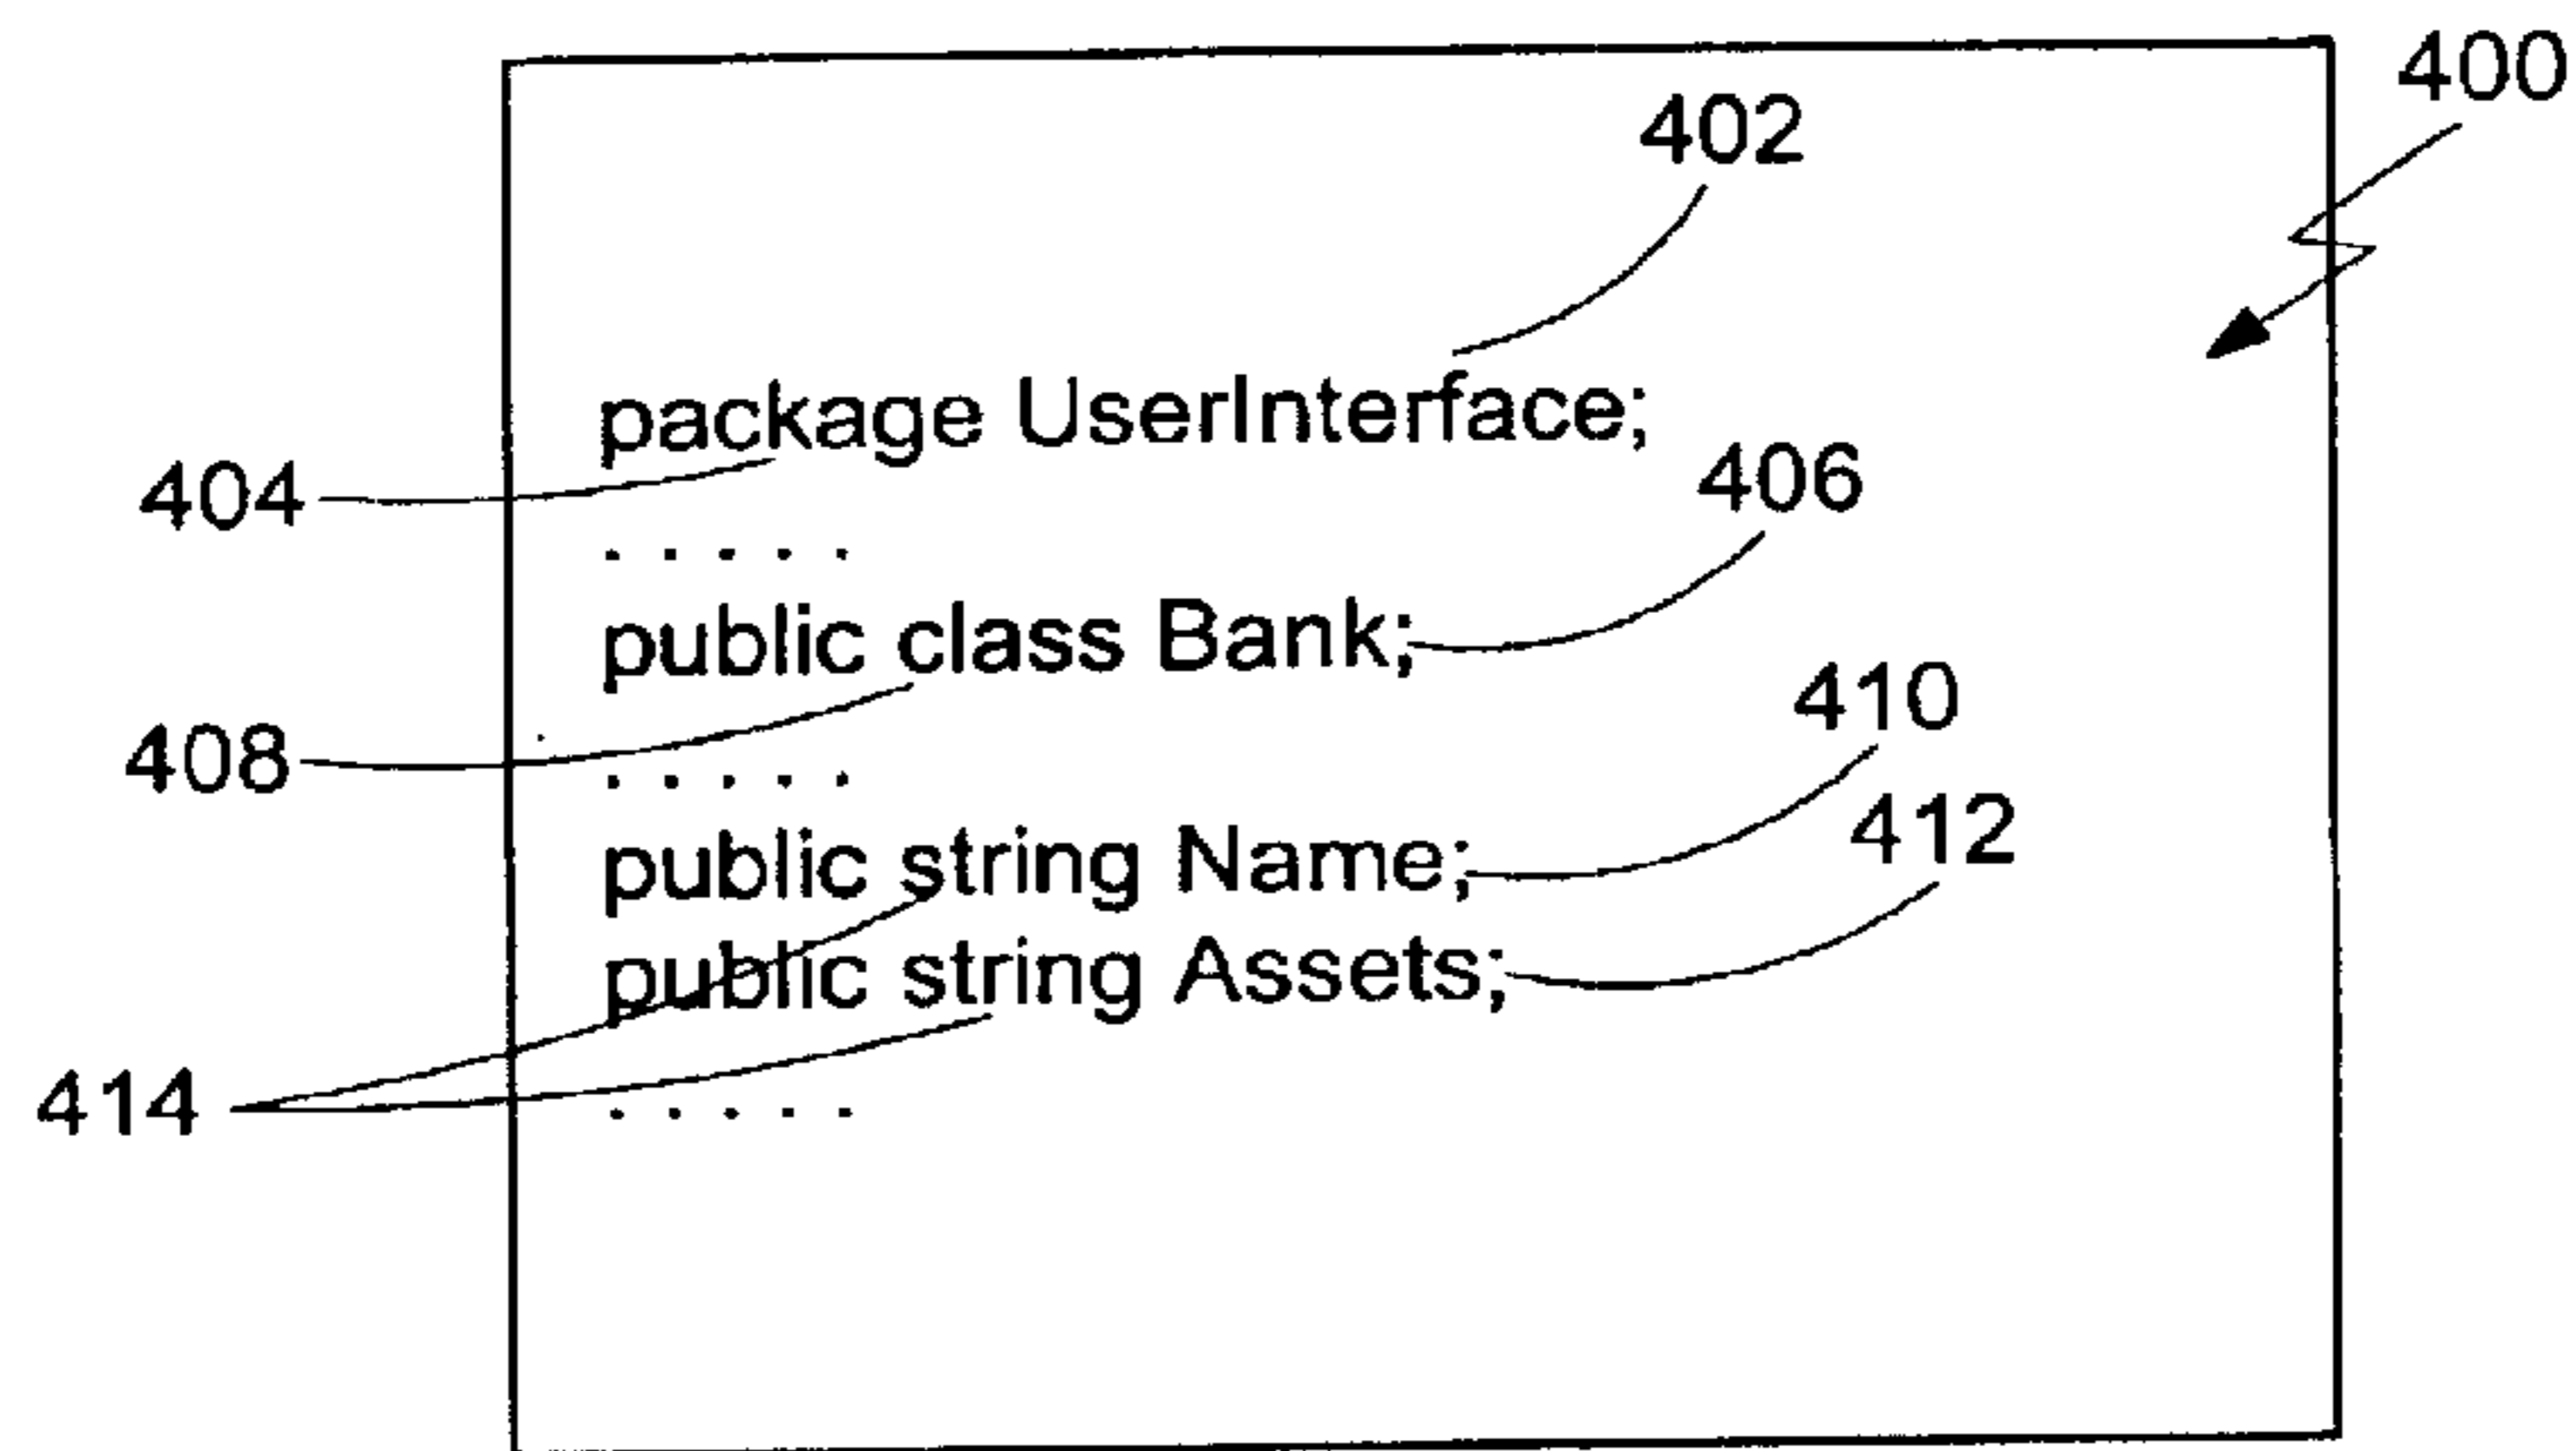 400
402
package UserInterface;
404
406
. . . . .
public class Bank;
408
410
. . . . .
412
public string Name;
public string Assets;
414
. . . . .